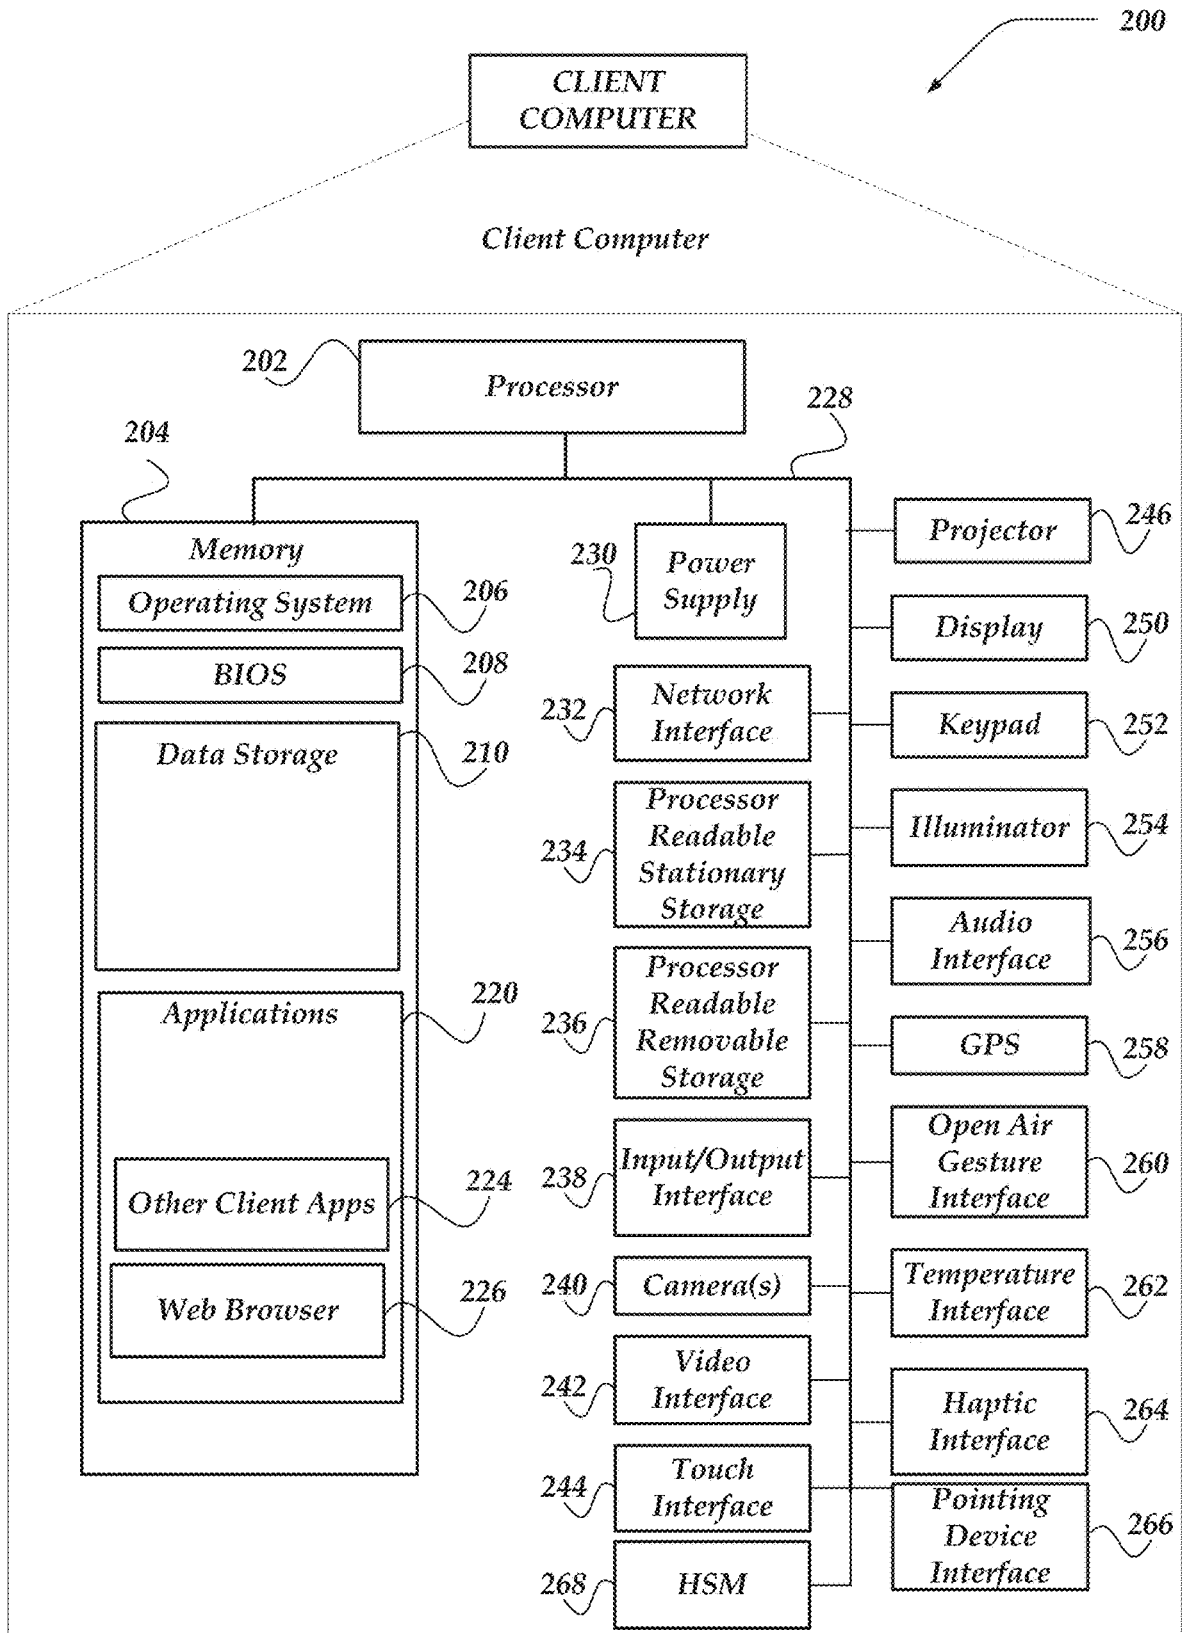 200
CLIENT
COMPUTER
Client Computer
202
Processor
228
204
Memory
Operating System
206
BIOS
208
Data Storage
210
Applications
220
Other Client Apps
224
Web Browser
226
230
Power
Supply
232
Network
Interface
234
Processor
Readable
Stationary
Storage
236
Processor
Readable
Removable
Storage
238
Input/Output
Interface
240
Camera(s)
242
Video
Interface
244
Touch
Interface
268
HSM
Projector
246
Display
250
Keypad
252
Illuminator
254
Audio
Interface
256
GPS
258
Open Air
Gesture
Interface
260
Temperature
Interface
262
Haptic
Interface
264
Pointing
Device
Interface
266